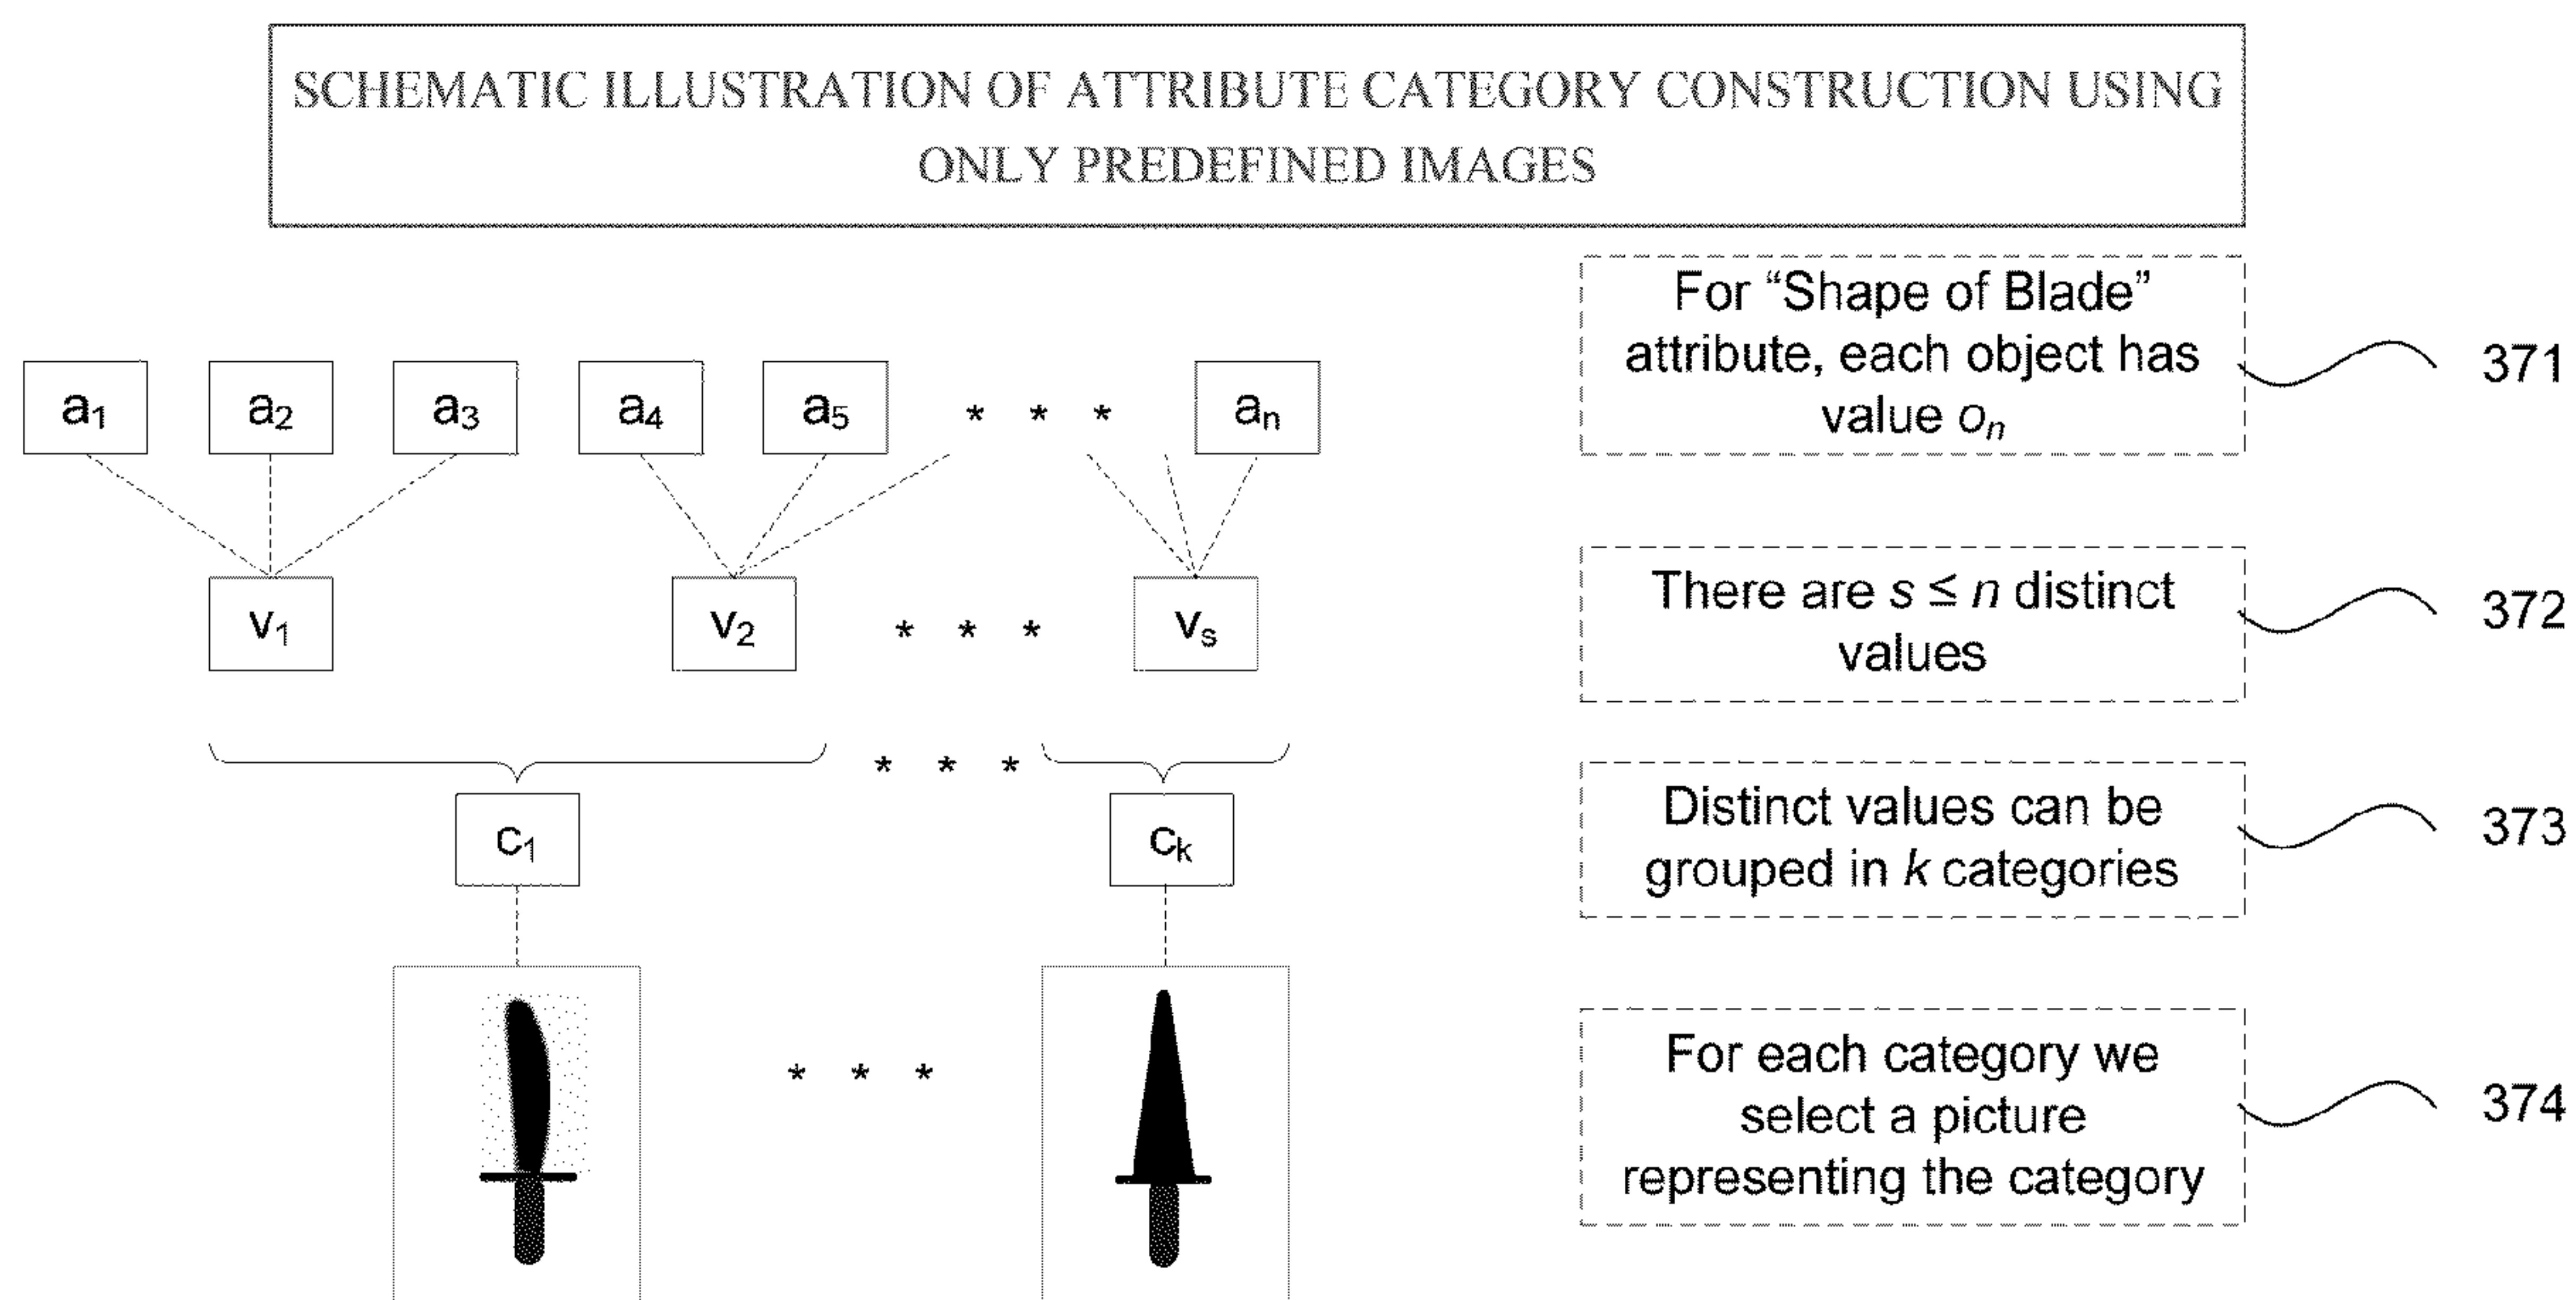 SCHEMATIC ILLUSTRATION OF ATTRIBUTE CATEGORY CONSTRUCTION USING
ONLY PREDEFINED IMAGES
For “Shape of Blade”
attribute, each object has
value oₙ
371
a₁ a₂ a₃ a₄ a₅ * * * aₙ
There are s ≤ n distinct
values
372
v₁ v₂ * * * vₛ
* * *
Distinct values can be
grouped in k categories
373
c₁ cₖ
For each category we
select a picture
representing the category
374
* * *